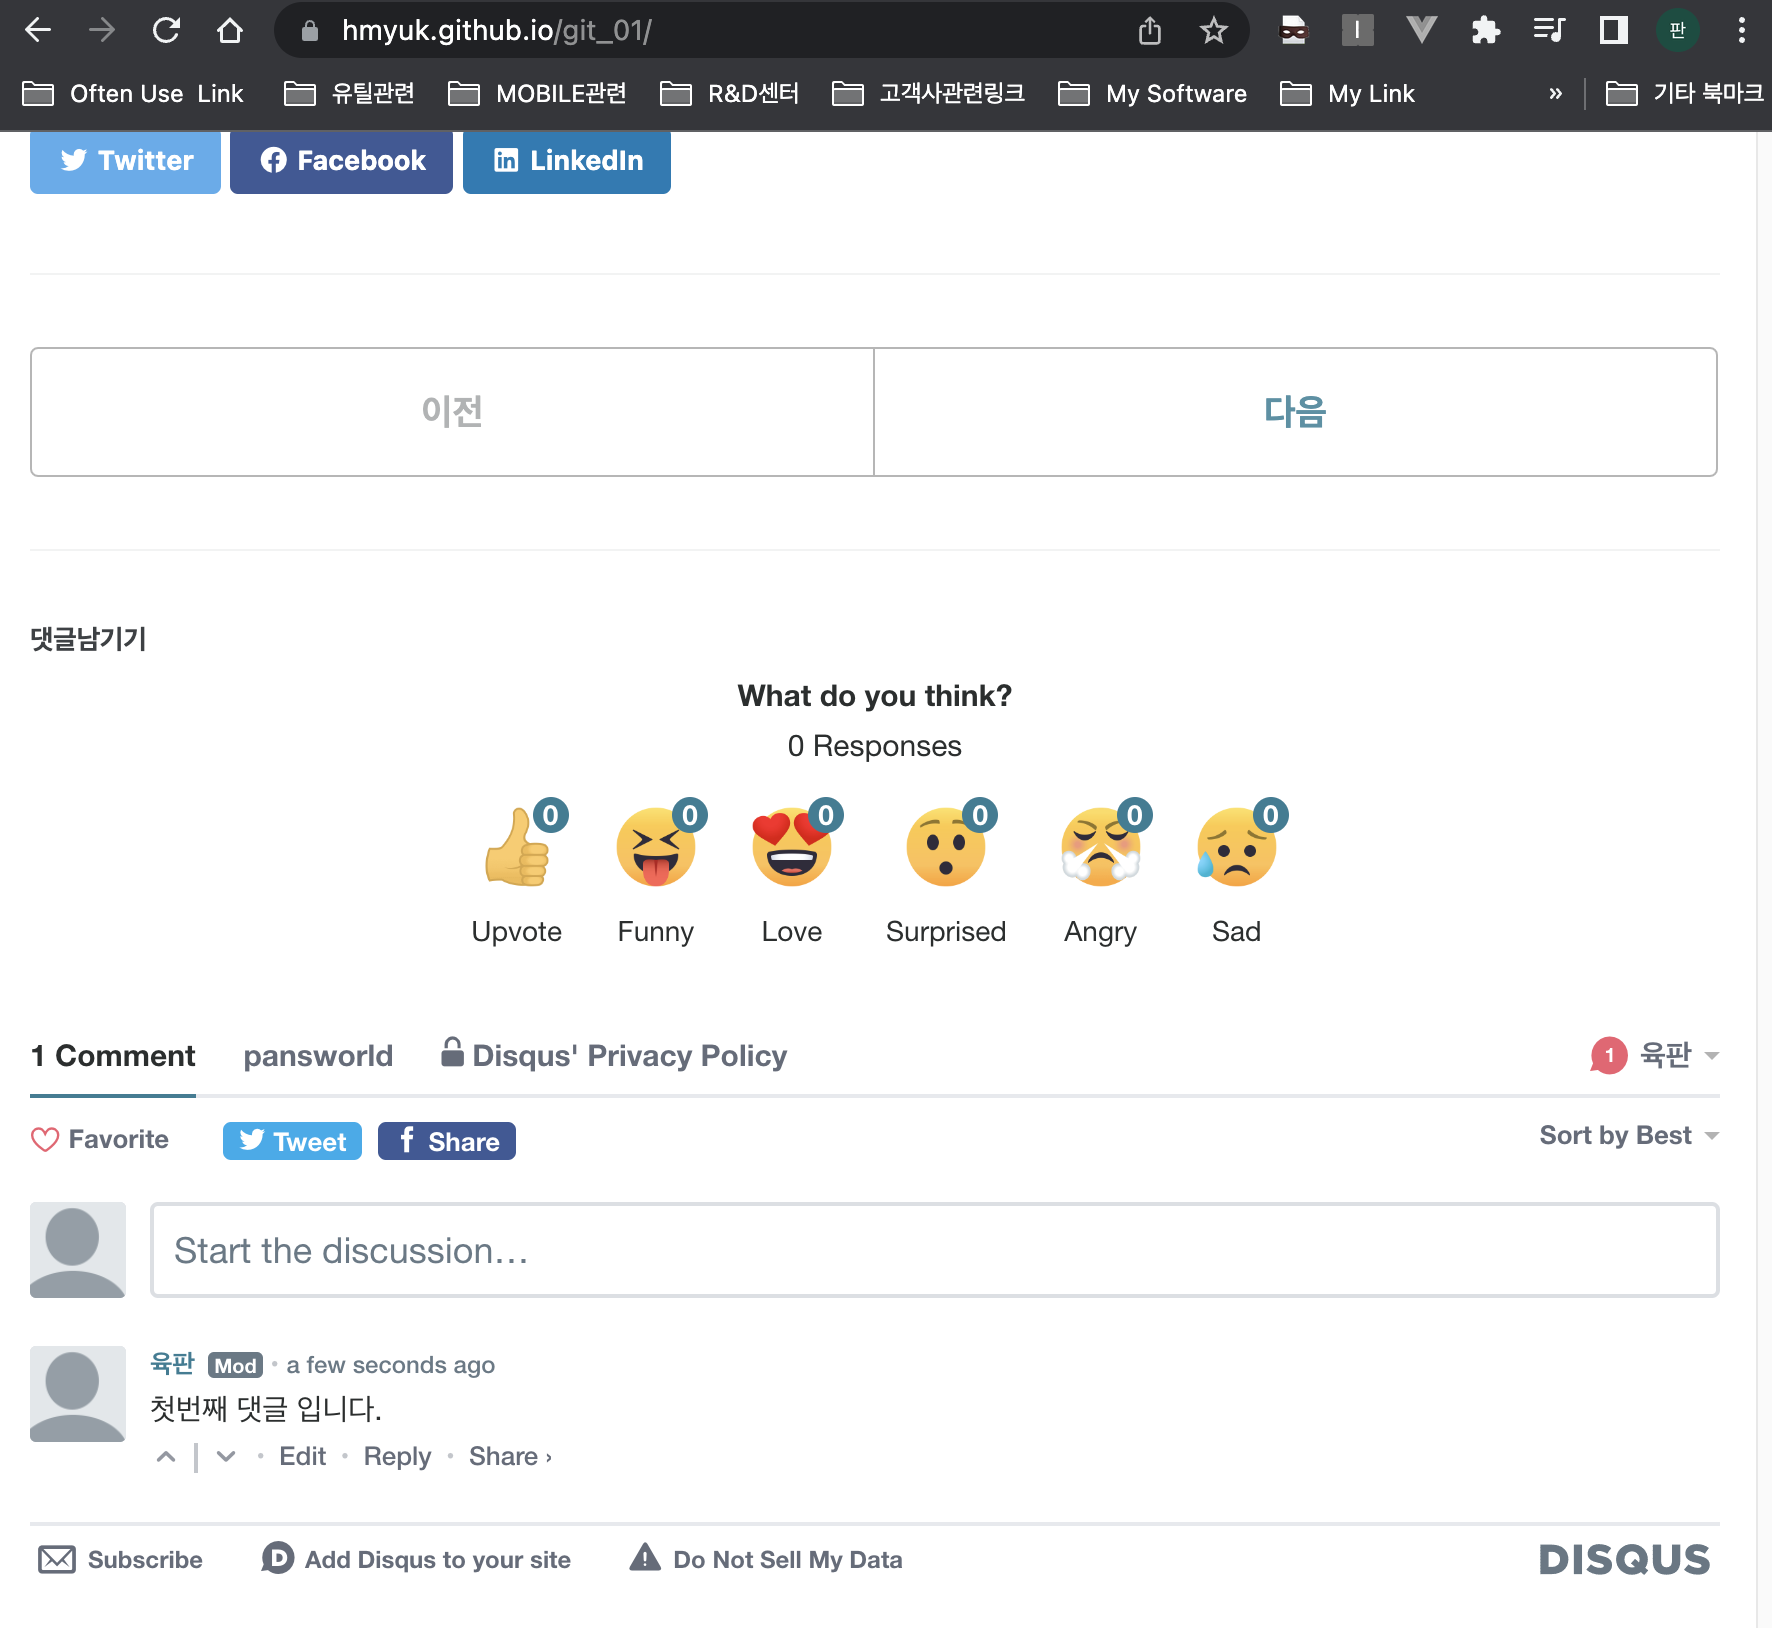 hmyuk.github.io/git_01/
판
Often Use Link 유틸관련 MOBILE관련 R&D센터 고객사관련링크 My Software My Link » 기타 북마크
Twitter Facebook LinkedIn
이전 다음
댓글남기기
What do you think?
0 Responses
0 0 0 0 0 0
Upvote Funny Love Surprised Angry Sad
1 Comment pansworld Disqus' Privacy Policy 1 육판
Favorite Tweet Share Sort by Best
Start the discussion…
육판 Mod • a few seconds ago
첫번째 댓글 입니다.
• Edit • Reply • Share ›
Subscribe Add Disqus to your site Do Not Sell My Data DISQUS